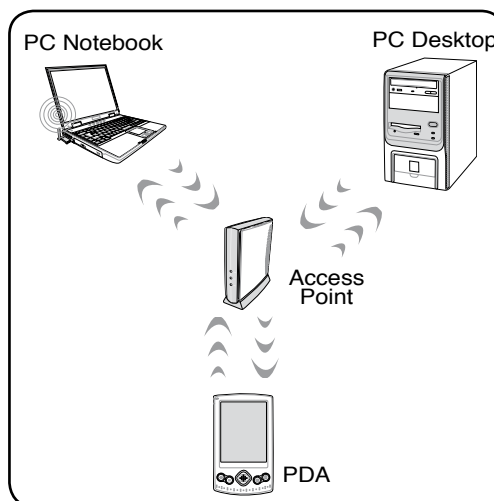 PC Notebook
PC Desktop
Access
Point
PDA